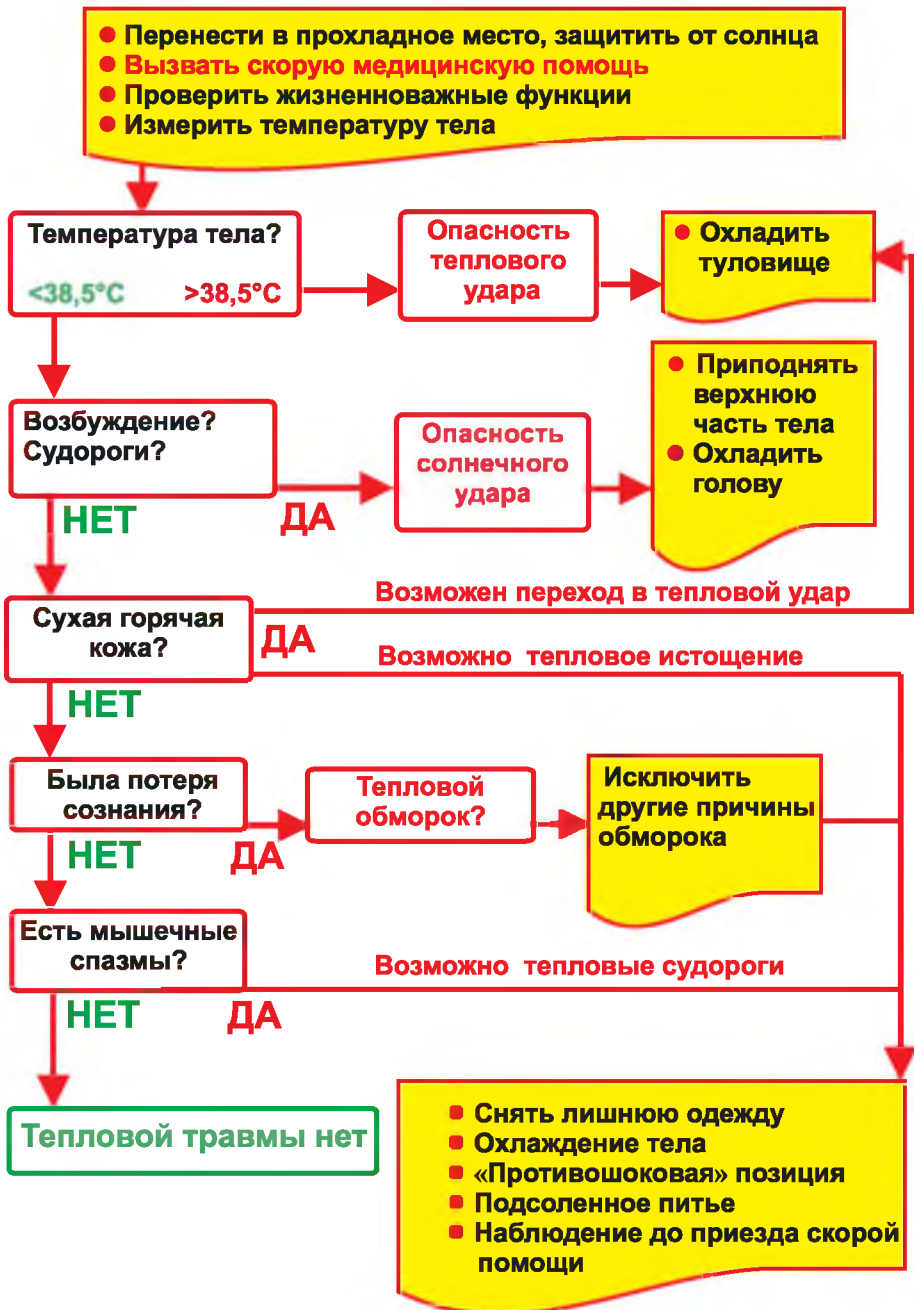 Перенести в прохладное место, защитить от солнца
Вызвать скорую медицинскую помощь
Проверить жизненноважные функции
Измерить температуру тела
Температура тела?
<38,5°С >38,5°С
Опасность
теплового
удара
Охладить
туловище
Возбуждение?
Судороги?
НЕТ
ДА
Опасность
солнечного
удара
Приподнять
верхнюю
часть тела
Охладить
голову
Сухая горячая
кожа?
НЕТ
ДА
Возможен переход в тепловой удар
Возможно тепловое истощение
Была потеря
сознания?
НЕТ
ДА
Тепловой
обморок?
Исключить
другие причины
обморока
Есть мышечные
спазмы?
НЕТ
ДА
Возможно тепловые судороги
Тепловой травмы нет
Снять лишнюю одежду
Охлаждение тела
«Противошоковая» позиция
Подсоленное питье
Наблюдение до приезда скорой
помощи